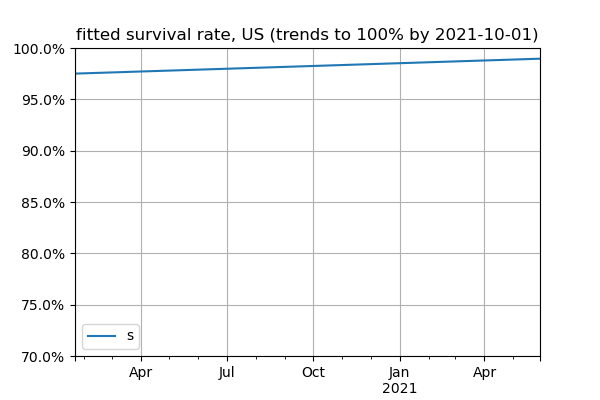 fitted survival rate, US (trends to 100% by 2021-10-01)
100.0%
95.0%
90.0%
85.0%
80.0%
75.0%
70.0%
s
Apr Jul Oct Jan Apr
2021